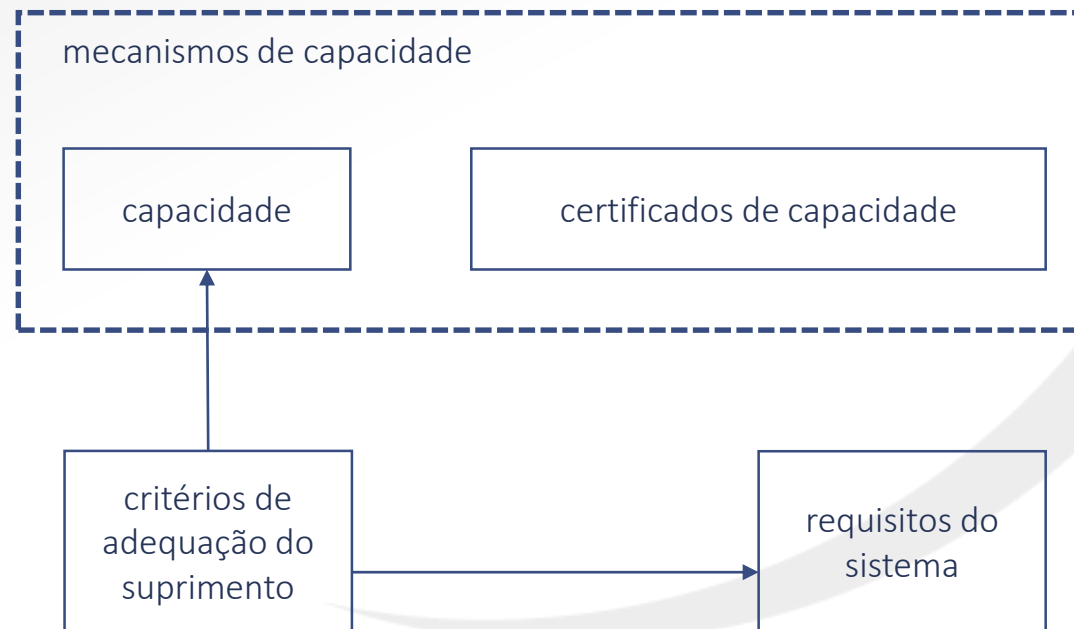 mecanismos de capacidade
capacidade
certificados de capacidade
critérios de
adequação do
suprimento
requisitos do
sistema